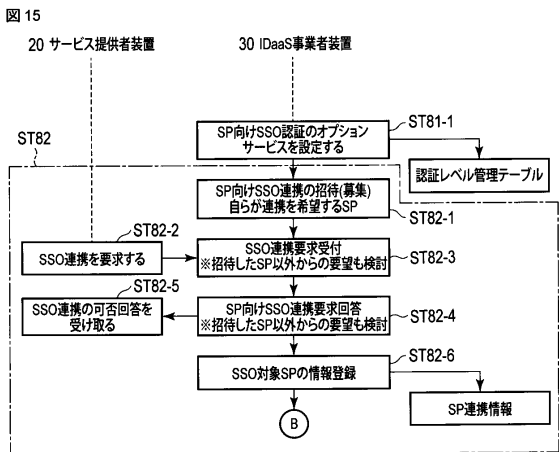 図15
20 サービス提供者装置
30 IDaaS事業者装置
ST82
ST81-1
SP向けSSO認証のオプション
サービスを設定する
認証レベル管理テーブル
SP向けSSO連携の招待(募集)
自らが連携を希望するSP
ST82-1
ST82-2
SSO連携を要求する
ST82-3
SSO連携要求受付
※招待したSP以外からの要望も検討
ST82-5
SSO連携の可否回答を
受け取る
SP向けSSO連携要求回答
※招待したSP以外からの要望も検討
ST82-4
ST82-6
SSO対象SPの情報登録
SP連携情報
B